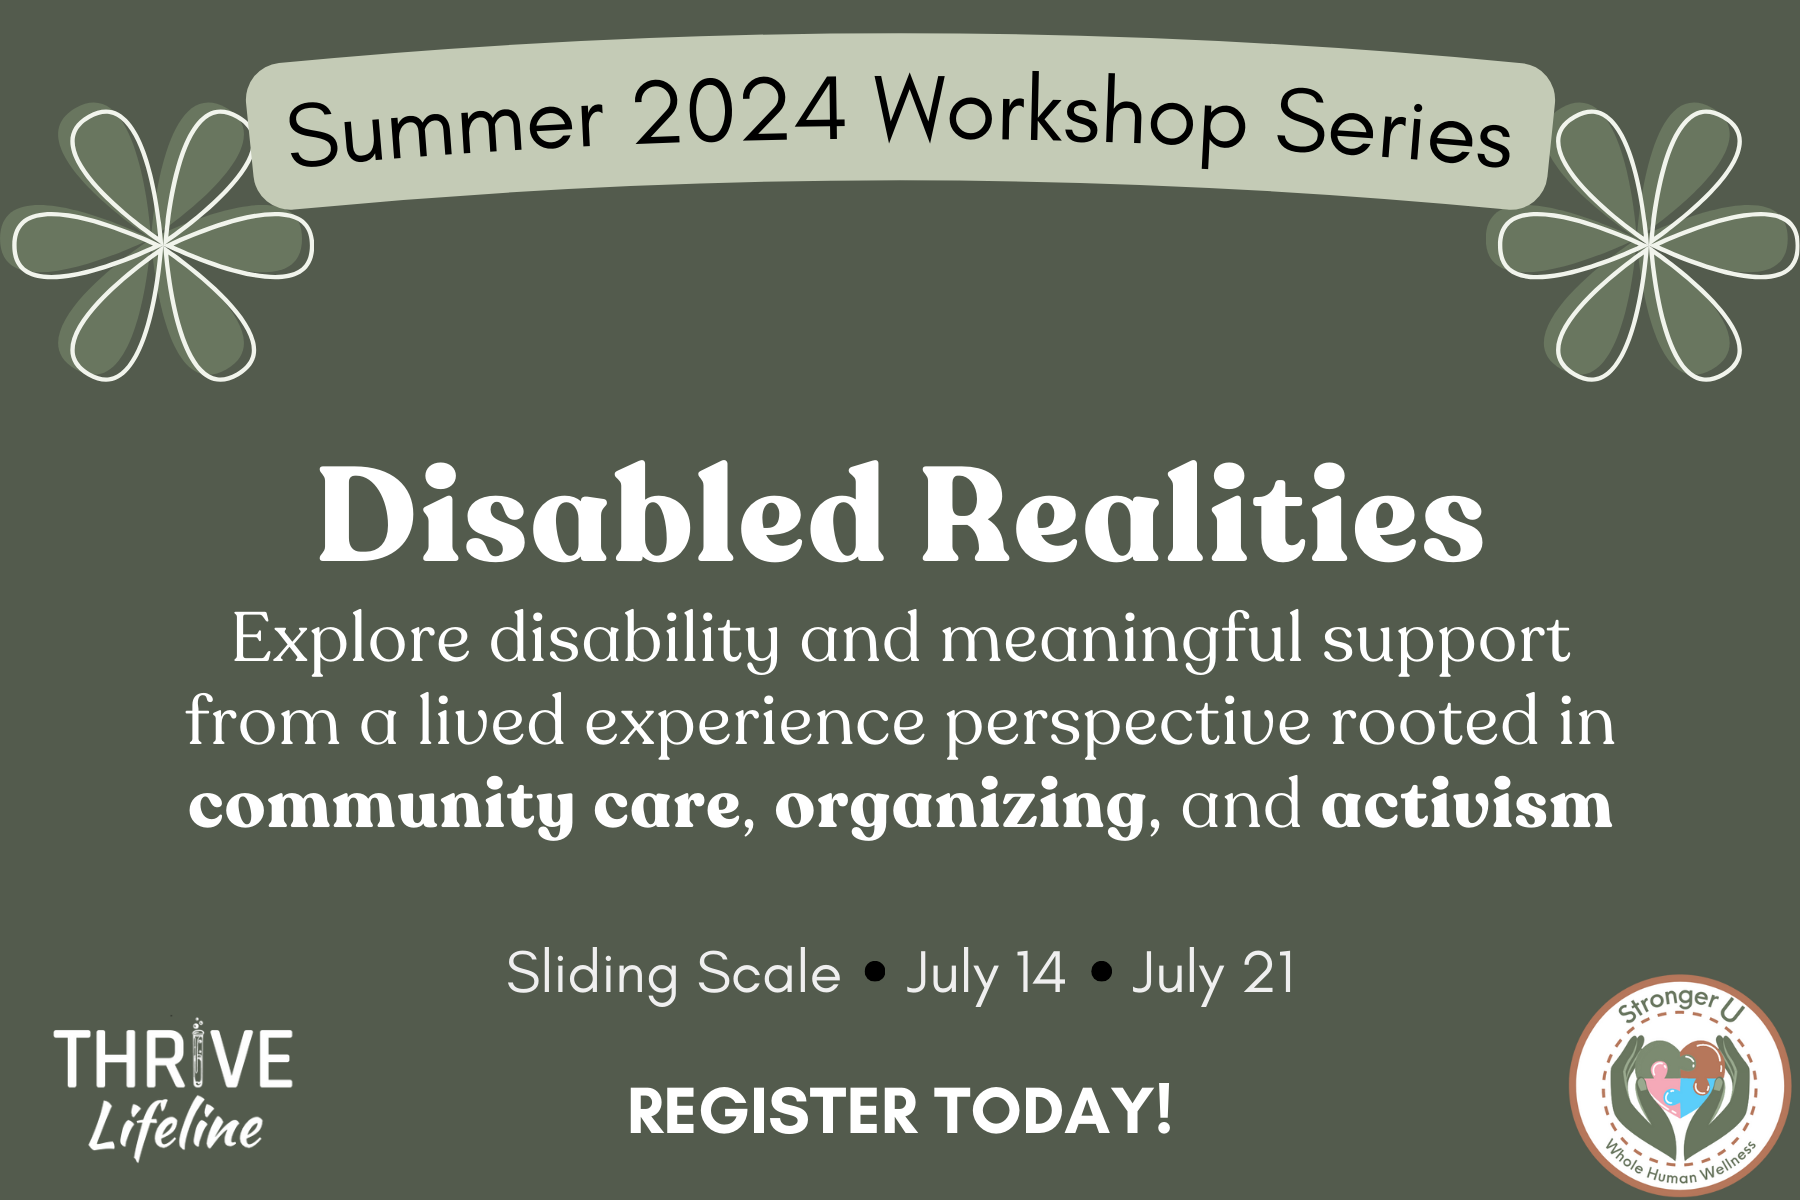 Summer 2024 Workshop Series
Disabled Realities
Explore disability and meaningful support
from a lived experience perspective rooted in
community care, organizing, and activism
Sliding Scale • July 14 • July 21
REGISTER TODAY!
THRIVE
Lifeline
Stronger U
Whole Human Wellness